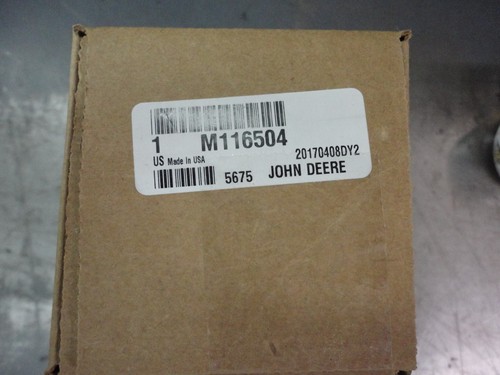 1 M116504
US Made in USA 20170408DY2
5675 JOHN DEERE